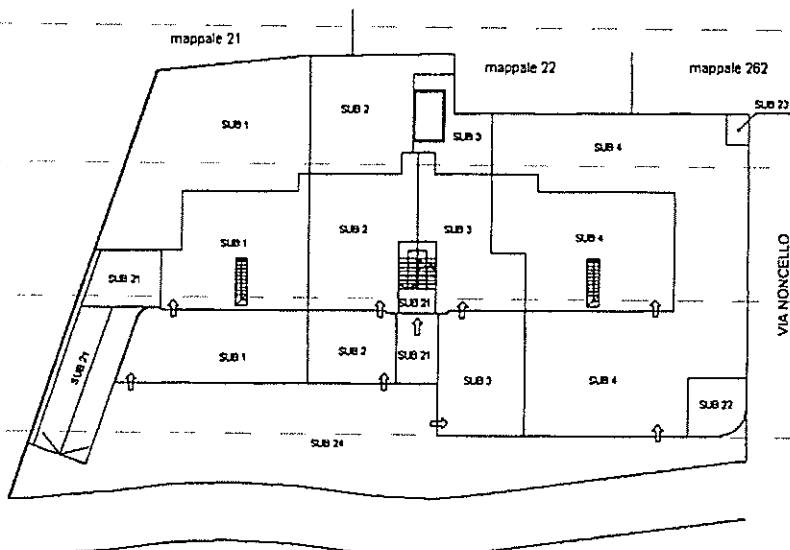 mappale 21
mappale 22
mappale 262
SUB 23
SUB 1
SUB 2
SUB 3
SUB 4
SUB 1
SUB 2
SUB 3
SUB 4
VIA NONCELLO
SUB 21
SUB 21
SUB 1
SUB 2
SUB 21
SUB 3
SUB 4
SUB 21
SUB 22
SUB 24